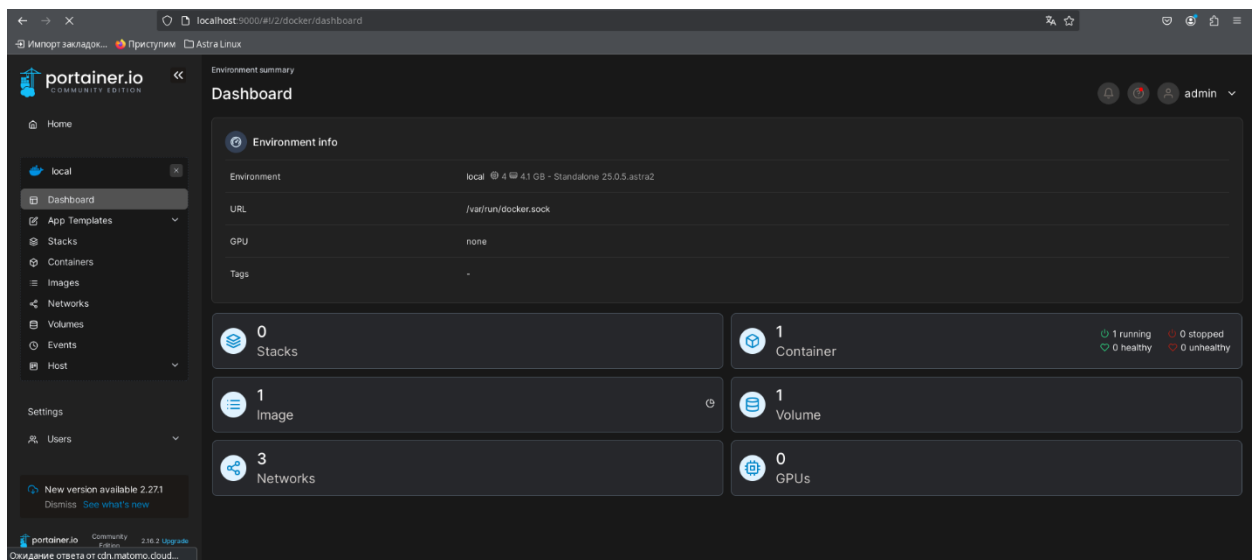 localhost:9000/#!/2/docker/dashboard
Импорт закладок... Приступим Astra Linux
portainer.io
COMMUNITY EDITION
Home
local
Dashboard
App Templates
Stacks
Containers
Images
Networks
Volumes
Events
Host
Settings
Users
New version available 2.27.1
Dismiss See what's new
portainer.io Community Edition 2.16.2 Upgrade
Ожидание ответа от cdn.matomo.cloud...
Environment summary
Dashboard
admin
Environment info
Environment local 4 4.1 GB - Standalone 25.0.5.astra2
URL /var/run/docker.sock
GPU none
Tags -
0
Stacks
1
Container
1 running 0 stopped
0 healthy 0 unhealthy
1
Image
1
Volume
3
Networks
0
GPUs